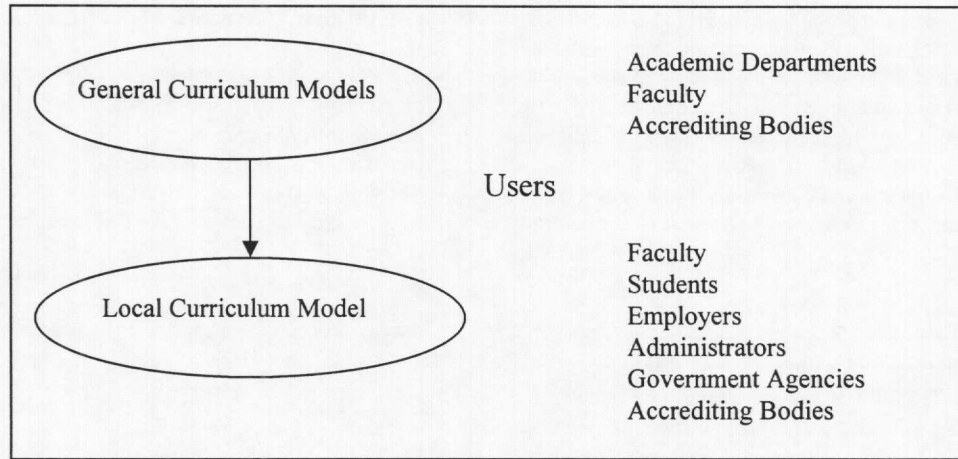 General Curriculum Models
Academic Departments
Faculty
Accrediting Bodies
Users
Local Curriculum Model
Faculty
Students
Employers
Administrators
Government Agencies
Accrediting Bodies